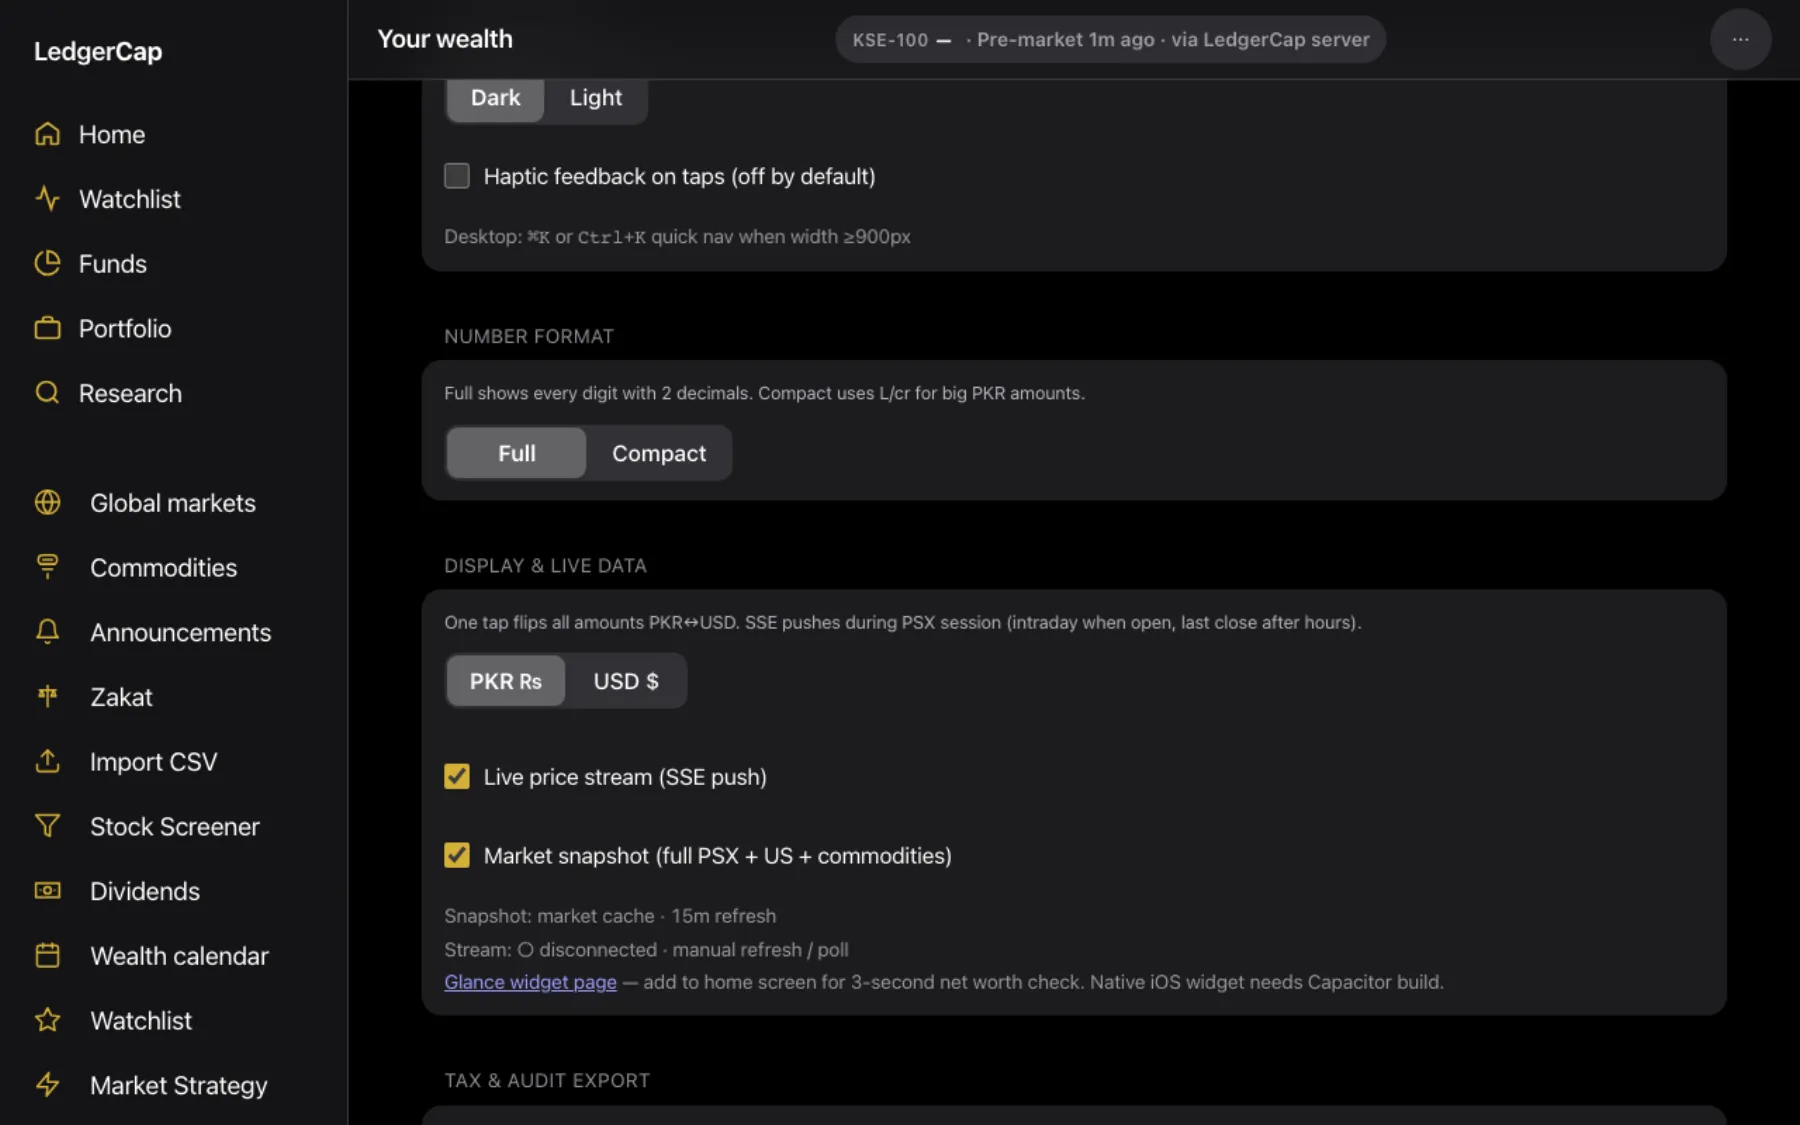 LedgerCap
Home
Watchlist
Funds
Portfolio
Research
Global markets
Commodities
Announcements
Zakat
Import CSV
Stock Screener
Dividends
Wealth calendar
Watchlist
Market Strategy
Your wealth
KSE-100 — · Pre-market 1m ago · via LedgerCap server
...
Dark Light
Haptic feedback on taps (off by default)
Desktop: ⌘K or Ctrl+K quick nav when width ≥900px
NUMBER FORMAT
Full shows every digit with 2 decimals. Compact uses L/cr for big PKR amounts.
Full Compact
DISPLAY & LIVE DATA
One tap flips all amounts PKR↔USD. SSE pushes during PSX session (intraday when open, last close after hours).
PKR ₨ USD $
Live price stream (SSE push)
Market snapshot (full PSX + US + commodities)
Snapshot: market cache · 15m refresh
Stream: ○ disconnected · manual refresh / poll
Glance widget page — add to home screen for 3-second net worth check. Native iOS widget needs Capacitor build.
TAX & AUDIT EXPORT